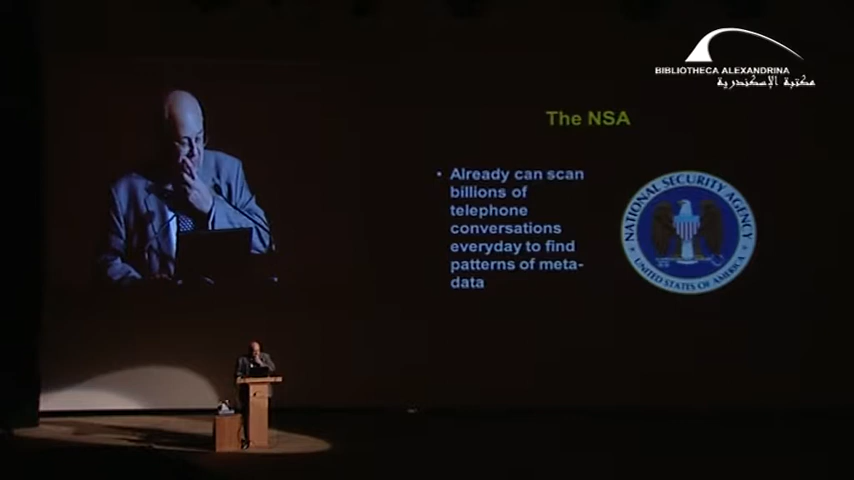 BIBLIOTHECA ALEXANDRINA
مكتبة الإسكندرية
The NSA
• Already can scan
billions of
telephone
conversations
everyday to find
patterns of meta-
data
NATIONAL SECURITY AGENCY
UNITED STATES OF AMERICA